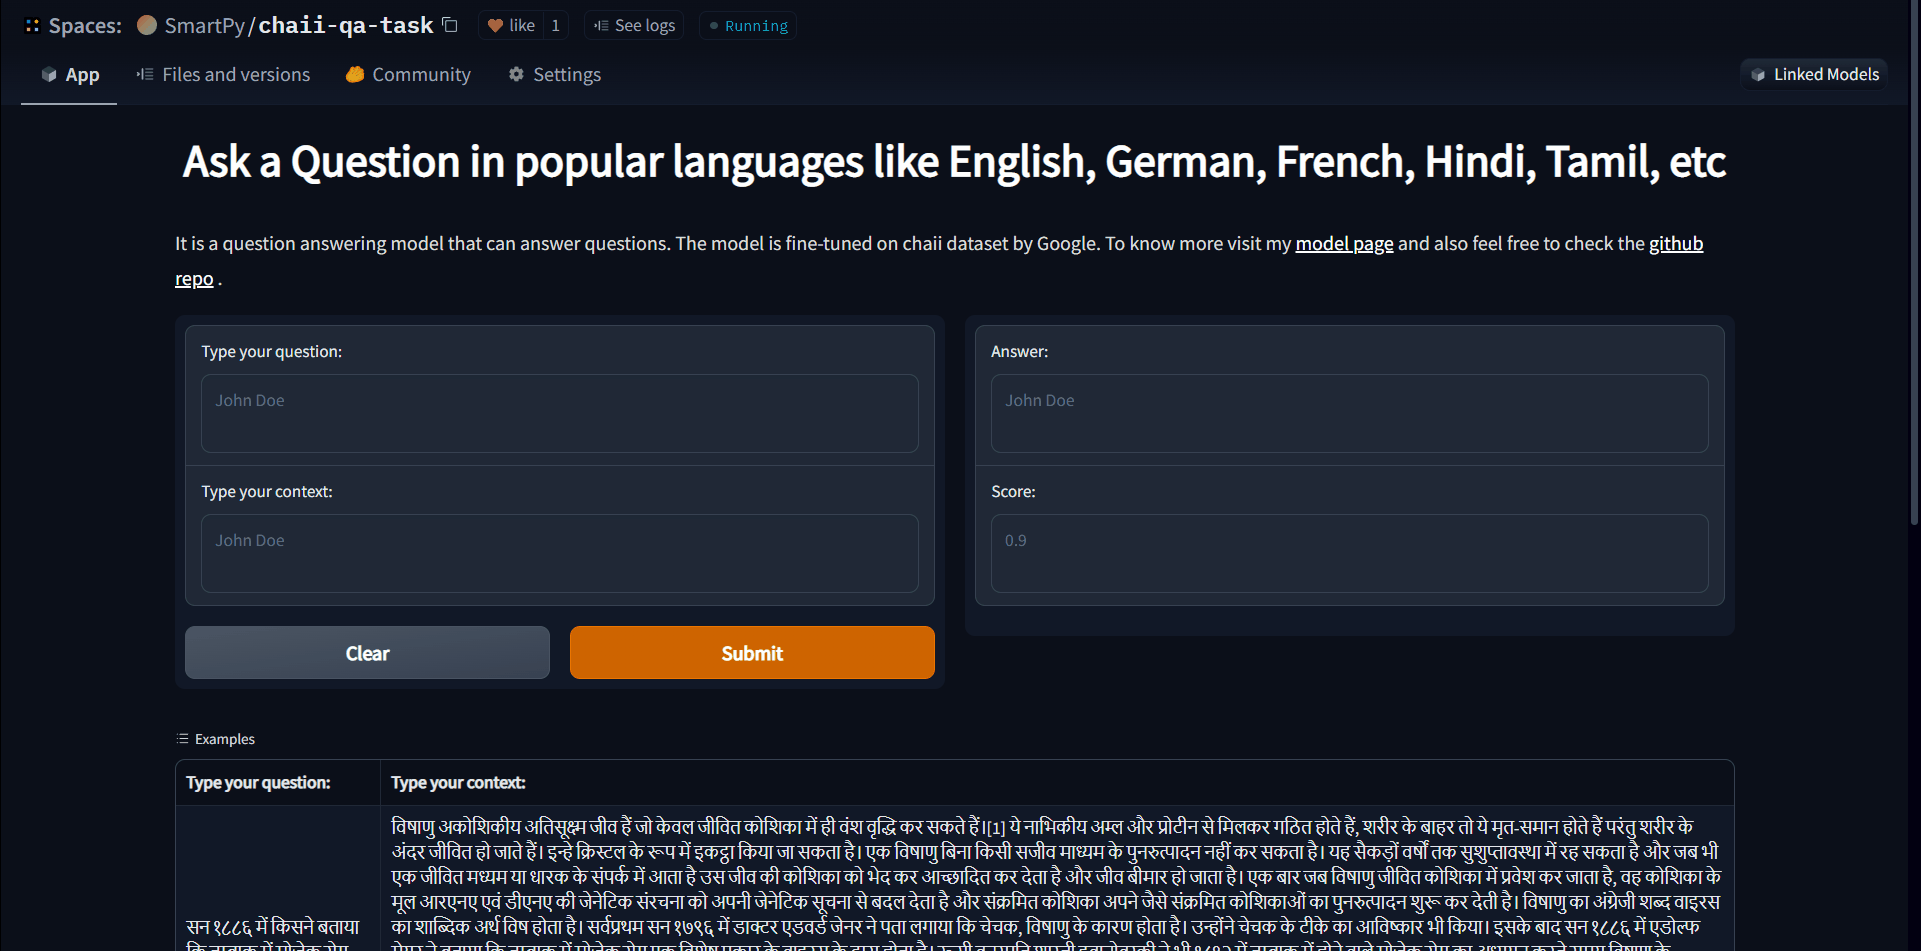 Spaces: SmartPy/chaii-qa-task like 1 See logs Running
App Files and versions Community Settings Linked Models
Ask a Question in popular languages like English, German, French, Hindi, Tamil, etc
It is a question answering model that can answer questions. The model is fine-tuned on chaii dataset by Google. To know more visit my model page and also feel free to check the github
repo .
Type your question:
John Doe
Type your context:
John Doe
Clear Submit
Answer:
John Doe
Score:
0.9
Examples
Type your question: Type your context:
विषाणु अकोशिकीय अतिसूक्ष्म जीव हैं जो केवल जीवित कोशिका में ही वंश वृद्धि कर सकते हैं।[1] ये नाभिकीय अम्ल और प्रोटीन से मिलकर गठित होते हैं, शरीर के बाहर तो ये मृत-समान होते हैं परंतु शरीर के
अंदर जीवित हो जाते हैं। इन्हे क्रिस्टल के रूप में इकट्ठा किया जा सकता है। एक विषाणु बिना किसी सजीव माध्यम के पुनरुत्पादन नहीं कर सकता है। यह सैकड़ों वर्षों तक सुशुप्तावस्था में रह सकता है और जब भी
एक जीवित मध्यम या धारक के संपर्क में आता है उस जीव की कोशिका को भेद कर आच्छादित कर देता है और जीव बीमार हो जाता है। एक बार जब विषाणु जीवित कोशिका में प्रवेश कर जाता है, वह कोशिका के
मूल आरएनए एवं डीएनए की जेनेटिक संरचना को अपनी जेनेटिक सूचना से बदल देता है और संक्रमित कोशिका अपने जैसे संक्रमित कोशिकाओं का पुनरुत्पादन शुरू कर देती है। विषाणु का अंग्रेजी शब्द वाइरस
सन १८८६ में किसने बताया
का शाब्दिक अर्थ विष होता है। सर्वप्रथम सन १७९६ में डाक्टर एडवर्ड जेनर ने पता लगाया कि चेचक, विषाणु के कारण होता है। उन्होंने चेचक के टीके का आविष्कार भी किया। इसके बाद सन १८८६ में एडोल्फ